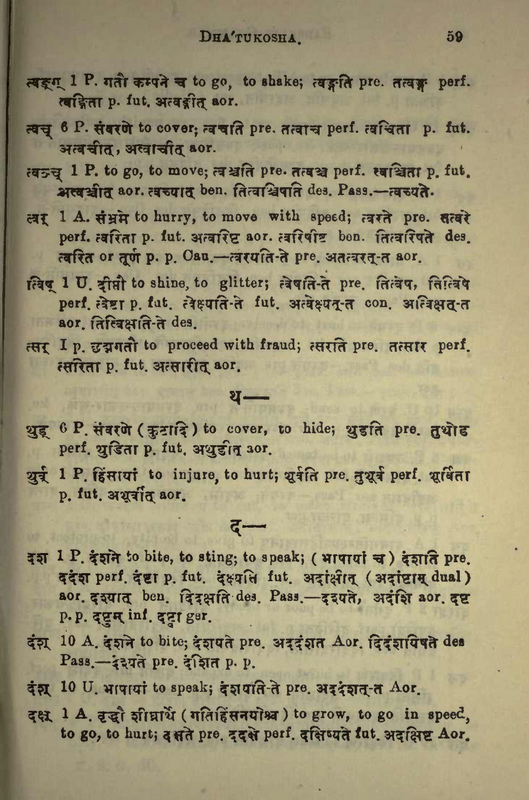 DHA'TUKOSHA. 59
त्वङ्ग् 1 P. गतौ कम्पने च to go, to shake; त्वङ्गति pre. तत्वङ्ग perf.
त्वङ्गिता p. fut. अत्वङ्गीत् aor.
त्वच् 6 P. संवरणे to cover; त्वचति pre. तत्वाच perf. त्वचिता p. fut.
अत्वचीत्, अत्वाचीत् aor.
त्वञ्च् 1 P. to go, to move; त्वञ्चति pre. तत्वञ्च perf. त्वञ्चिता p. fut.
अत्वञ्चीत् aor. त्वच्यात् ben. तित्वञ्चिषति des. Pass.—त्वच्यते.
त्वर् 1 A. संभ्रमे to hurry, to move with speed; त्वरते pre. तत्वरे
perf. त्वरिता p. fut. अत्वरिष्ट aor. त्वरिषीष्ट ben. तित्वरिषते des.
त्वरित or तूर्ण p. p. Cau.—त्वरयति-ते pre. अतत्वरत्-त aor.
त्विष् 1 U. दीप्तौ to shine, to glitter; त्वेषति-ते pre. तित्वेष, तित्विषे
perf. त्वेष्टा p. fut. त्वेक्ष्यति-ते fut. अत्वेक्ष्यत्-त con. अत्विक्षत्-त
aor. तित्विक्षति-ते des.
त्सर् I p. छद्मगतौ to proceed with fraud; त्सरति pre. तत्सार perf.
त्सरिता p. fut. अत्सारीत् aor.
थ—
थुड् 6 P. संवरणे (कुटादि) to cover, to hide; थुडति pre. तुथोड
perf. थुडिता p. fut. अथुडीत् aor.
थुर्व् 1 P. हिंसायां to injure, to hurt; थूर्वति pre. तुथूर्व perf. थूर्विता
p. fut. अथूर्वीत् aor.
द—
दंश 1 P. दंशने to bite, to sting; to speak; (भाषायां च) दंशति pre.
ददंश perf. दंष्टा p. fut. दंक्ष्यति fut. अदांक्षीत् (अदांष्टाम् dual)
aor. दश्यात् ben. दिदंक्षति des. Pass.—दश्यते, अदंशि aor. दष्ट
p. p. दंष्टुम् inf. दष्ट्वा ger.
दंश् 10 A. दंशने to bite; दंशयते pre. अददंशत Aor. दिदंशयिषते des
Pass.—दंश्यते pre. दंशित p. p.
दंश् 10 U. भाषायां to speak; दंशयति-ते pre. अददंशत्-त Aor.
दक्ष् 1 A. वृद्धौ शीघ्रार्थे (गतिहिंसनयोश्च) to grow, to go in speed,
to go, to hurt; दक्षते pre. ददक्षे perf. दक्षिष्यते fut. अदक्षिष्ट Aor.